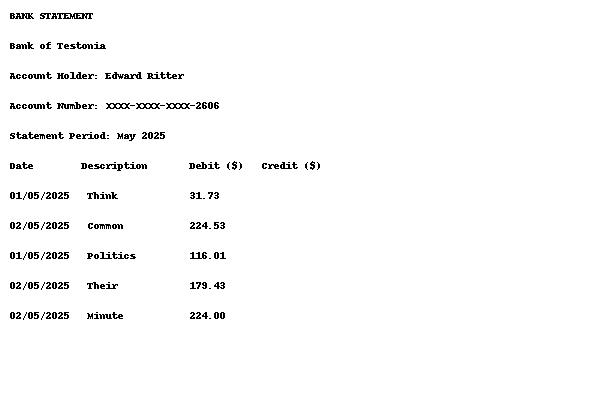 BANK STATEMENT
Bank of Testonia
Account Holder: Edward Ritter
Account Number: XXXX-XXXX-XXXX-2606
Statement Period: May 2025
Date Description Debit ($) Credit ($)
01/05/2025 Think 31.73
02/05/2025 Common 224.53
01/05/2025 Politics 116.01
02/05/2025 Their 179.43
02/05/2025 Minute 224.00